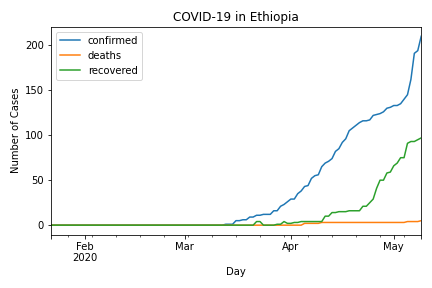 COVID-19 in Ethiopia
confirmed
deaths
recovered
Number of Cases
200
150
100
50
0
Feb Mar Apr May
2020
Day